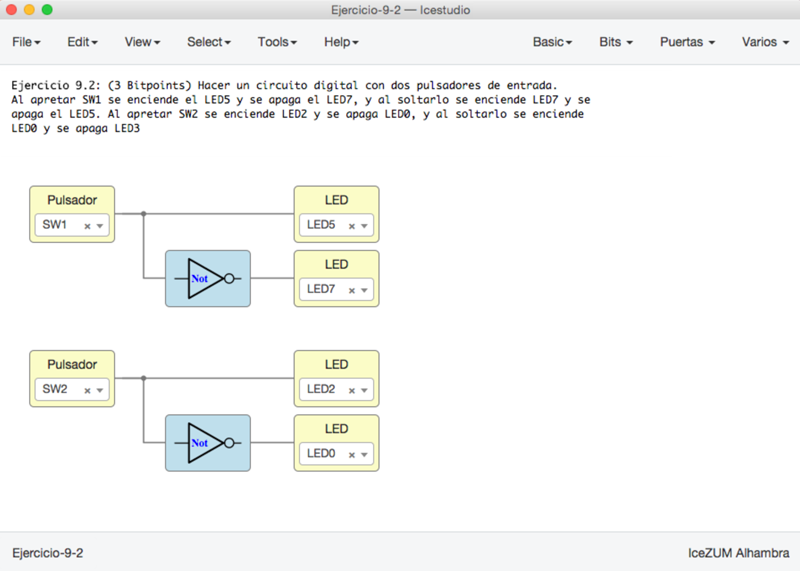 Ejercicio-9-2 — Icestudio
File Edit View Select Tools Help Basic Bits Puertas Varios
Ejercicio 9.2: (3 Bitpoints) Hacer un circuito digital con dos pulsadores de entrada.
Al apretar SW1 se enciende el LED5 y se apaga el LED7, y al soltarlo se enciende LED7 y se
apaga el LED5. Al apretar SW2 se enciende LED2 y se apaga LED0, y al soltarlo se enciende
LED0 y se apaga LED3
Pulsador
SW1
LED
LED5
Not
LED
LED7
Pulsador
SW2
LED
LED2
Not
LED
LED0
Ejercicio-9-2
IceZUM Alhambra